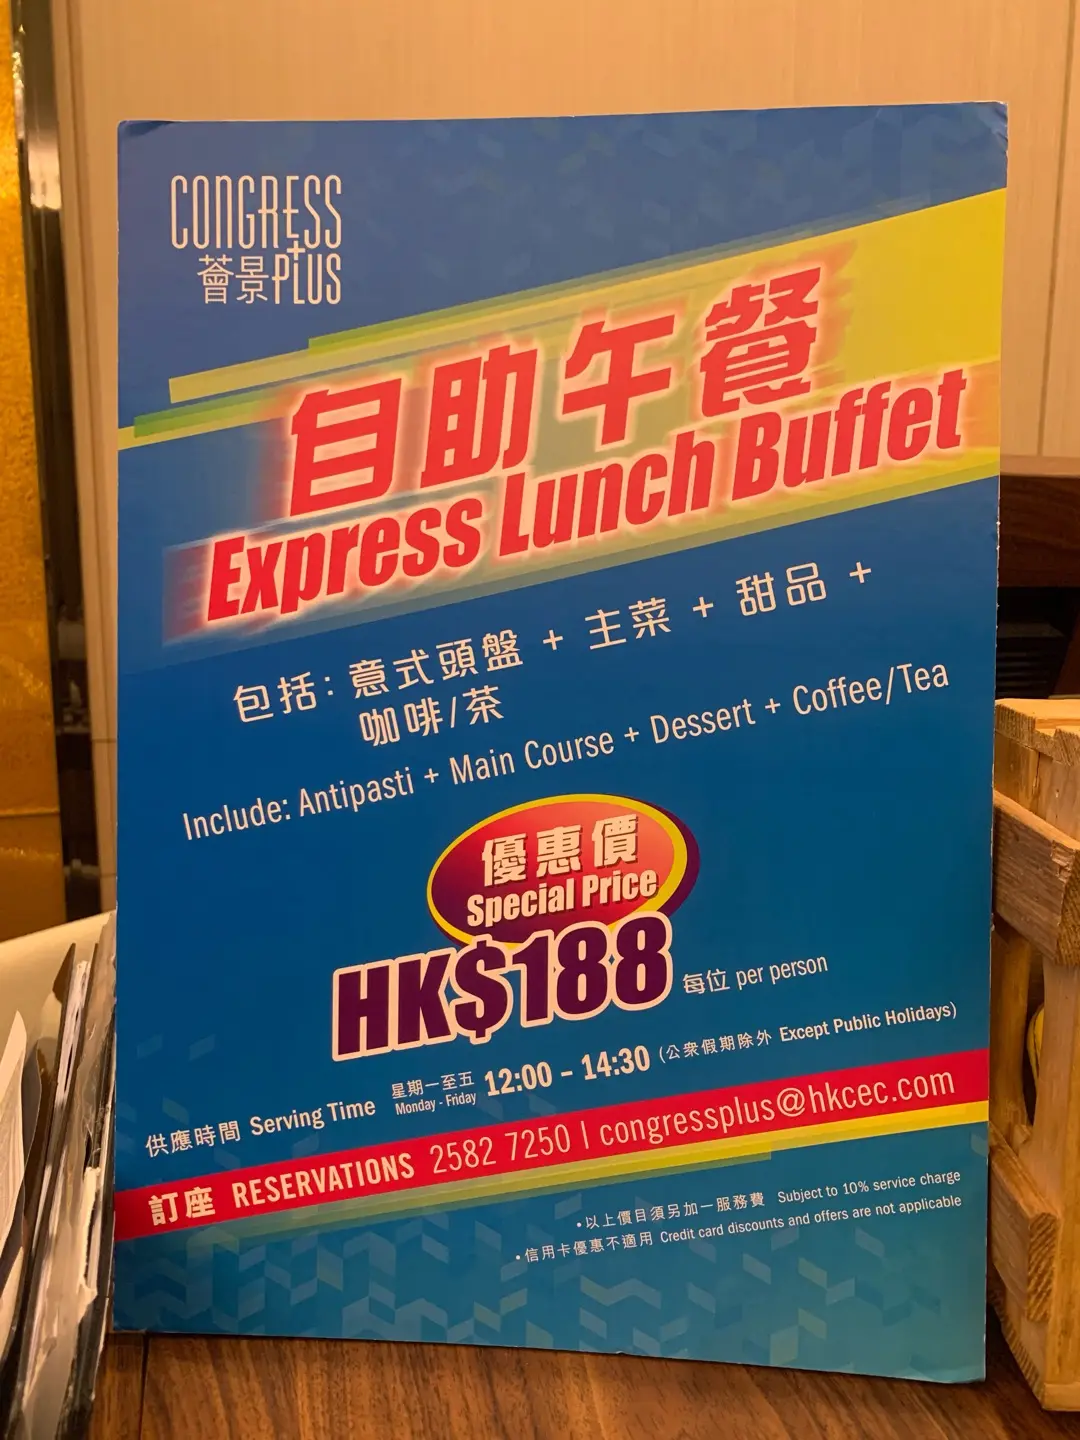 CONGRESS
+
薈景PLUS
自助午餐
Express Lunch Buffet
包括: 意式頭盤 + 主菜 + 甜品 +
咖啡/茶
Include: Antipasti + Main Course + Dessert + Coffee/Tea
優惠價
Special Price
HK$188 每位 per person
供應時間 Serving Time 星期一至五 Monday - Friday 12:00 – 14:30 (公眾假期除外 Except Public Holidays)
訂座 RESERVATIONS 2582 7250 | congressplus@hkcec.com
• 以上價目須另加一服務費 Subject to 10% service charge
• 信用卡優惠不適用 Credit card discounts and offers are not applicable